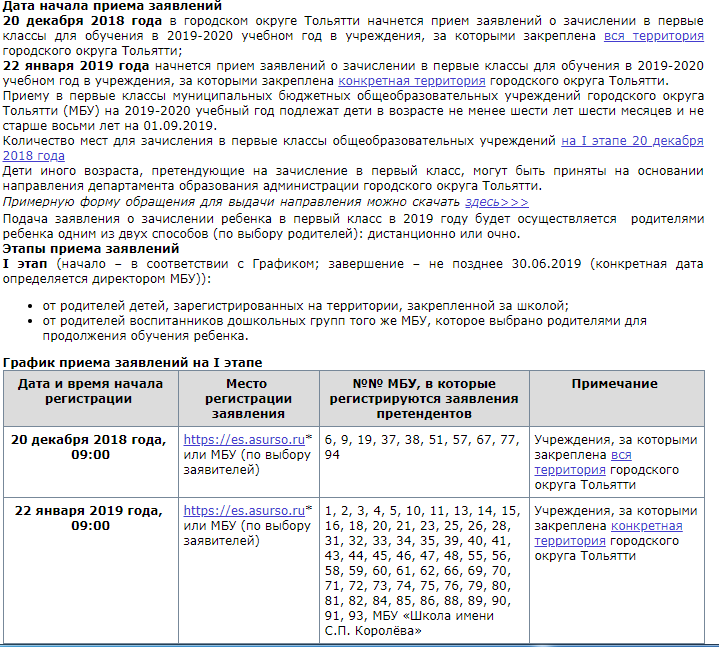 Дата начала приема заявлений
20 декабря 2018 года в городском округе Тольятти начнется прием заявлений о зачислении в первые
классы для обучения в 2019-2020 учебном год в учреждения, за которыми закреплена вся территория
городского округа Тольятти;
22 января 2019 года начнется прием заявлений о зачислении в первые классы для обучения в 2019-2020
учебном год в учреждения, за которыми закреплена конкретная территория городского округа Тольятти.
Приему в первые классы муниципальных бюджетных общеобразовательных учреждений городского округа
Тольятти (МБУ) на 2019-2020 учебный год подлежат дети в возрасте не менее шести лет шести месяцев и не
старше восьми лет на 01.09.2019.
Количество мест для зачисления в первые классы общеобразовательных учреждений на I этапе 20 декабря
2018 года
Дети иного возраста, претендующие на зачисление в первый класс, могут быть приняты на основании
направления департамента образования администрации городского округа Тольятти.
Примерную форму обращения для выдачи направления можно скачать здесь>>>
Подача заявления о зачислении ребенка в первый класс в 2019 году будет осуществляется родителями
ребенка одним из двух способов (по выбору родителей): дистанционно или очно.
Этапы приема заявлений
I этап (начало – в соответствии с Графиком; завершение – не позднее 30.06.2019 (конкретная дата
определяется директором МБУ)):
• от родителей детей, зарегистрированных на территории, закрепленной за школой;
• от родителей воспитанников дошкольных групп того же МБУ, которое выбрано родителями для
продолжения обучения ребенка.
График приема заявлений на I этапе
Дата и время начала
регистрации
Место
регистрации
заявления
№№ МБУ, в которые
регистрируются заявления
претендентов
Примечание
20 декабря 2018 года,
09:00
https://es.asurso.ru*
или МБУ (по выбору
заявителей)
6, 9, 19, 37, 38, 51, 57, 67, 77,
94
Учреждения, за которыми
закреплена вся
территория городского
округа Тольятти
22 января 2019 года,
09:00
https://es.asurso.ru*
или МБУ (по выбору
заявителей)
1, 2, 3, 4, 5, 10, 11, 13, 14, 15,
16, 18, 20, 21, 23, 25, 26, 28,
31, 32, 33, 34, 35, 39, 40, 41,
43, 44, 45, 46, 47, 48, 55, 56,
58, 59, 60, 61, 62, 66, 69, 70,
71, 72, 73, 74, 75, 76, 79, 80,
81, 82, 84, 85, 86, 88, 89, 90,
91, 93, МБУ «Школа имени
С.П. Королёва»
Учреждения, за которыми
закреплена конкретная
территория городского
округа Тольятти